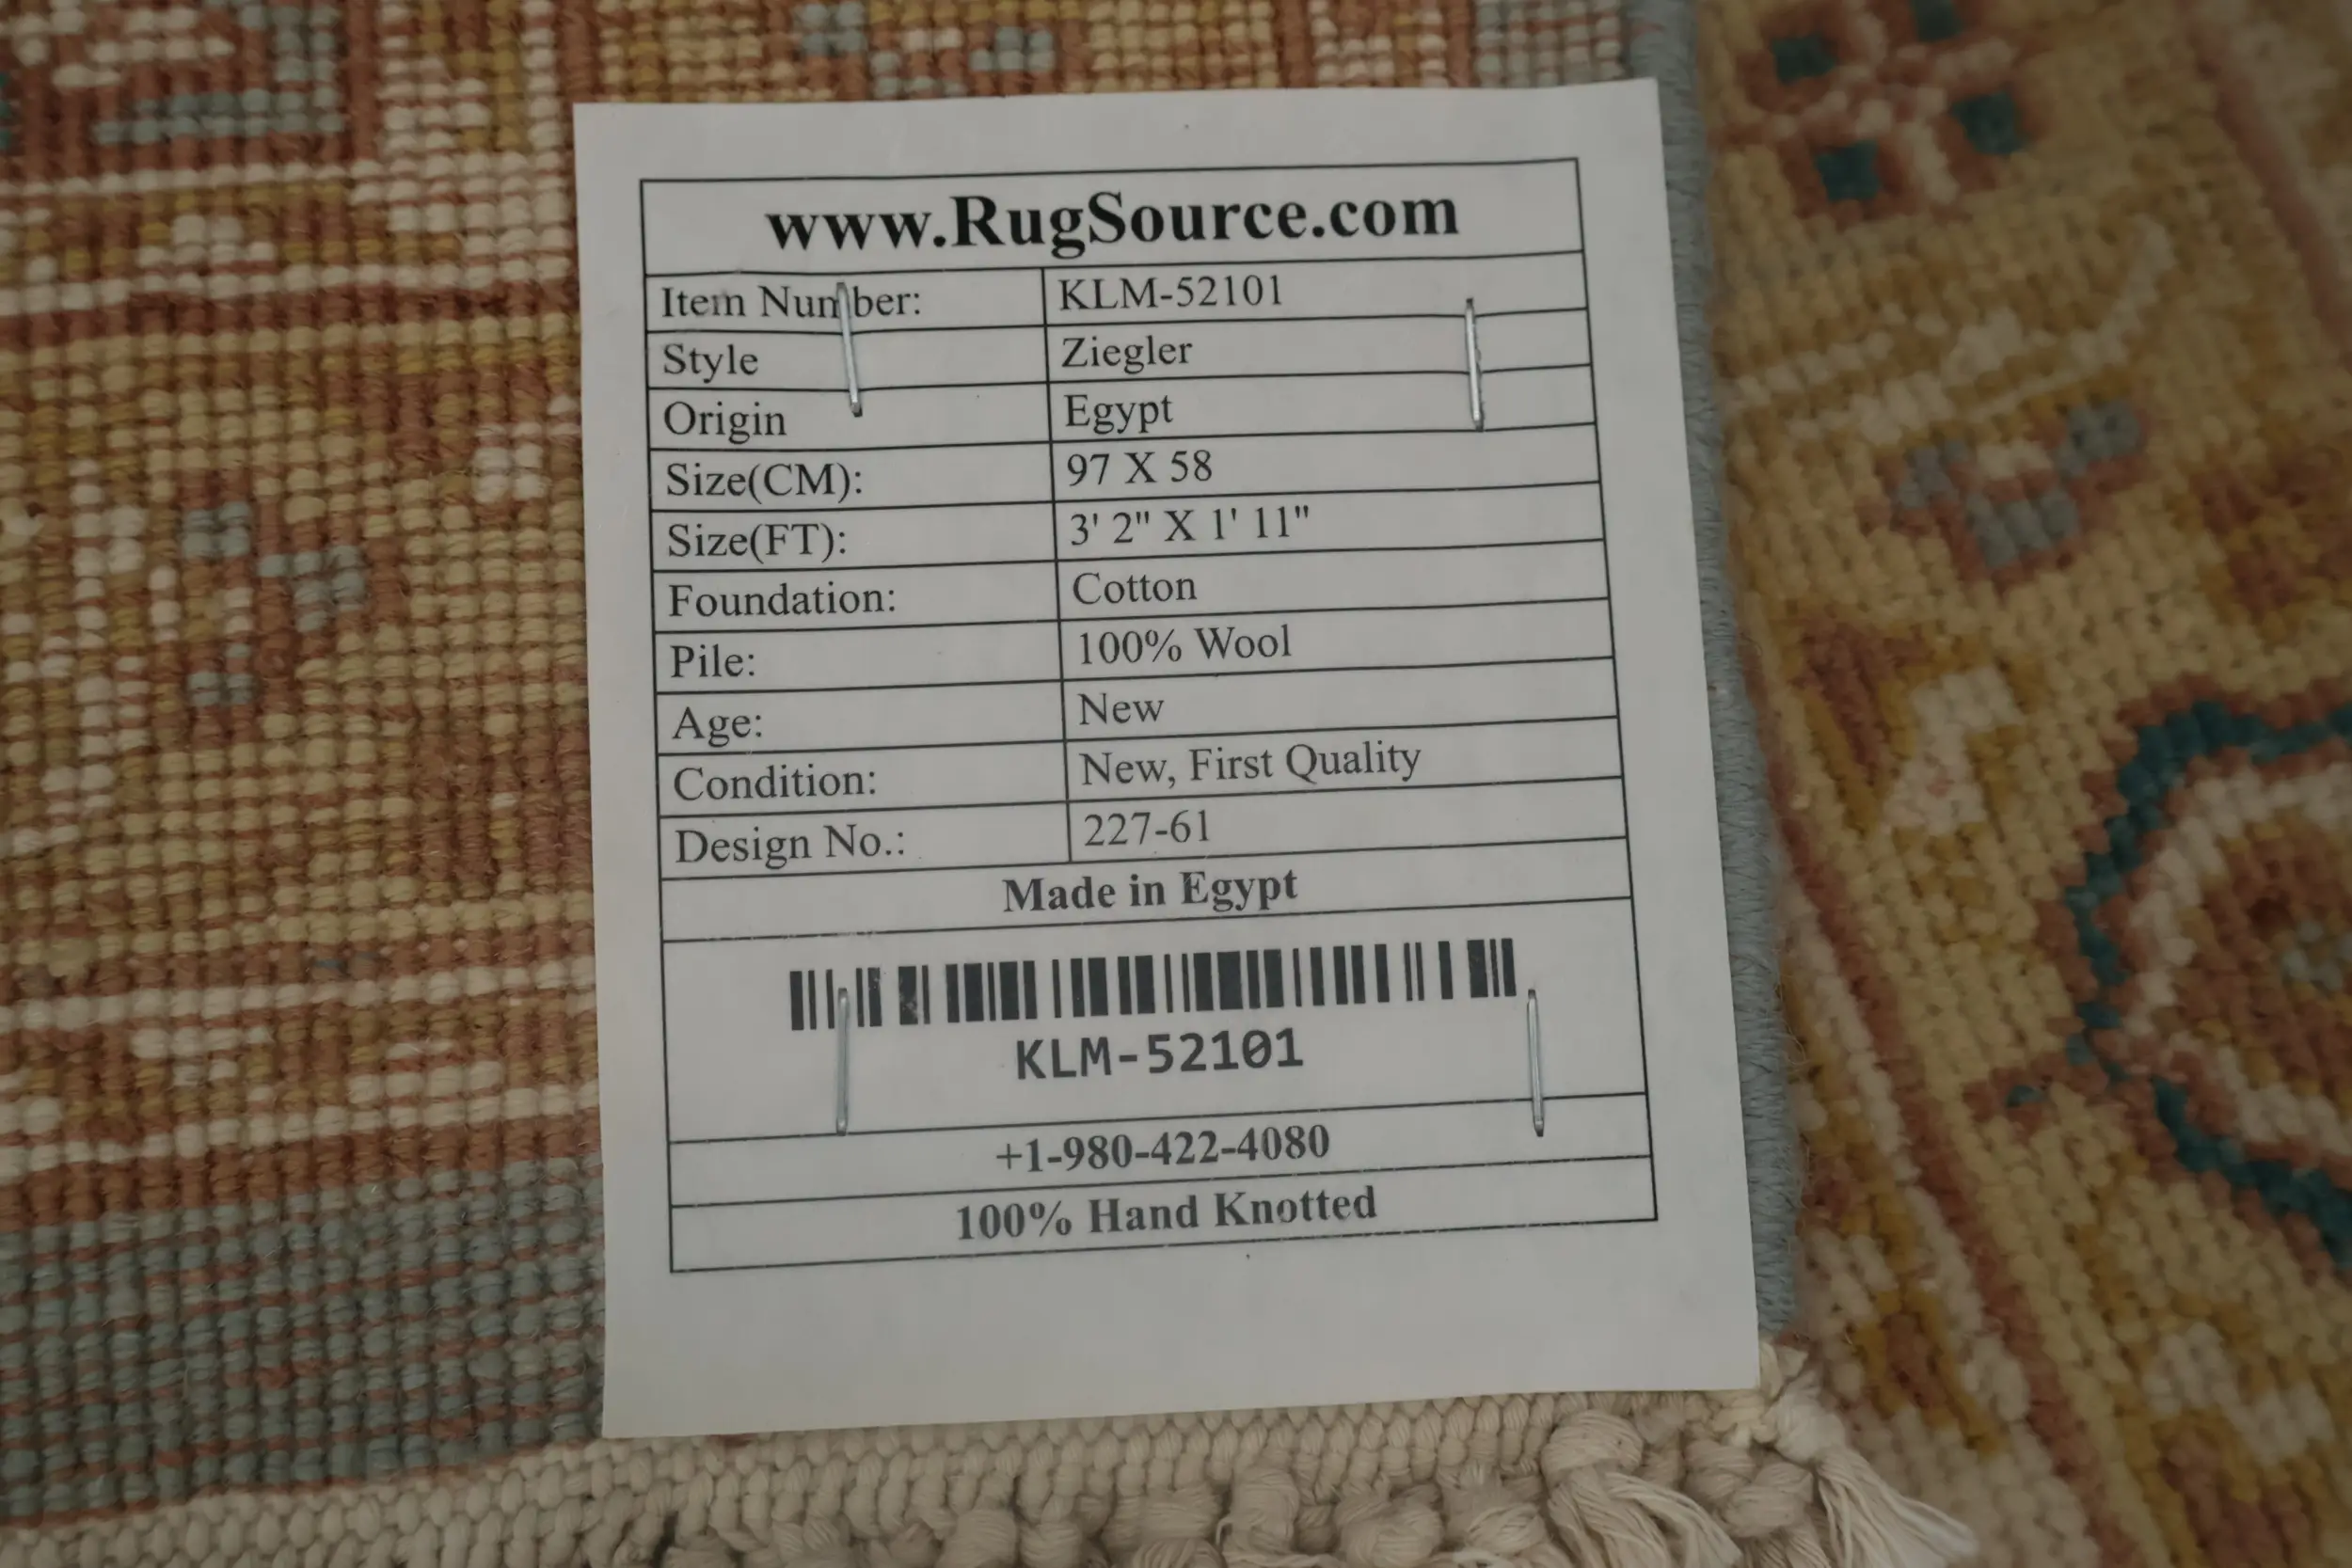 www.RugSource.com
Item Number: KLM-52101
Style Ziegler
Origin Egypt
Size(CM): 97 X 58
Size(FT): 3' 2" X 1' 11"
Foundation: Cotton
Pile: 100% Wool
Age: New
Condition: New, First Quality
Design No.: 227-61
Made in Egypt
KLM-52101
+1-980-422-4080
100% Hand Knotted